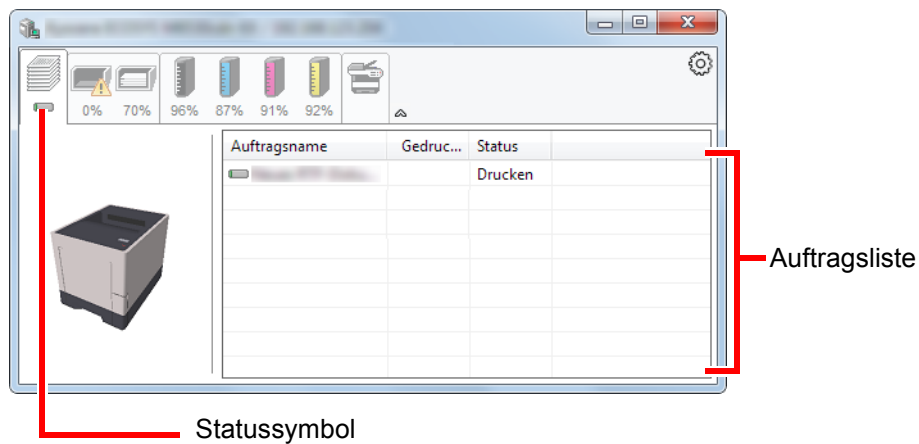 0% 70% 96% 87% 91% 92%
Auftragsname Gedruc... Status
Drucken
Auftragsliste
Statussymbol